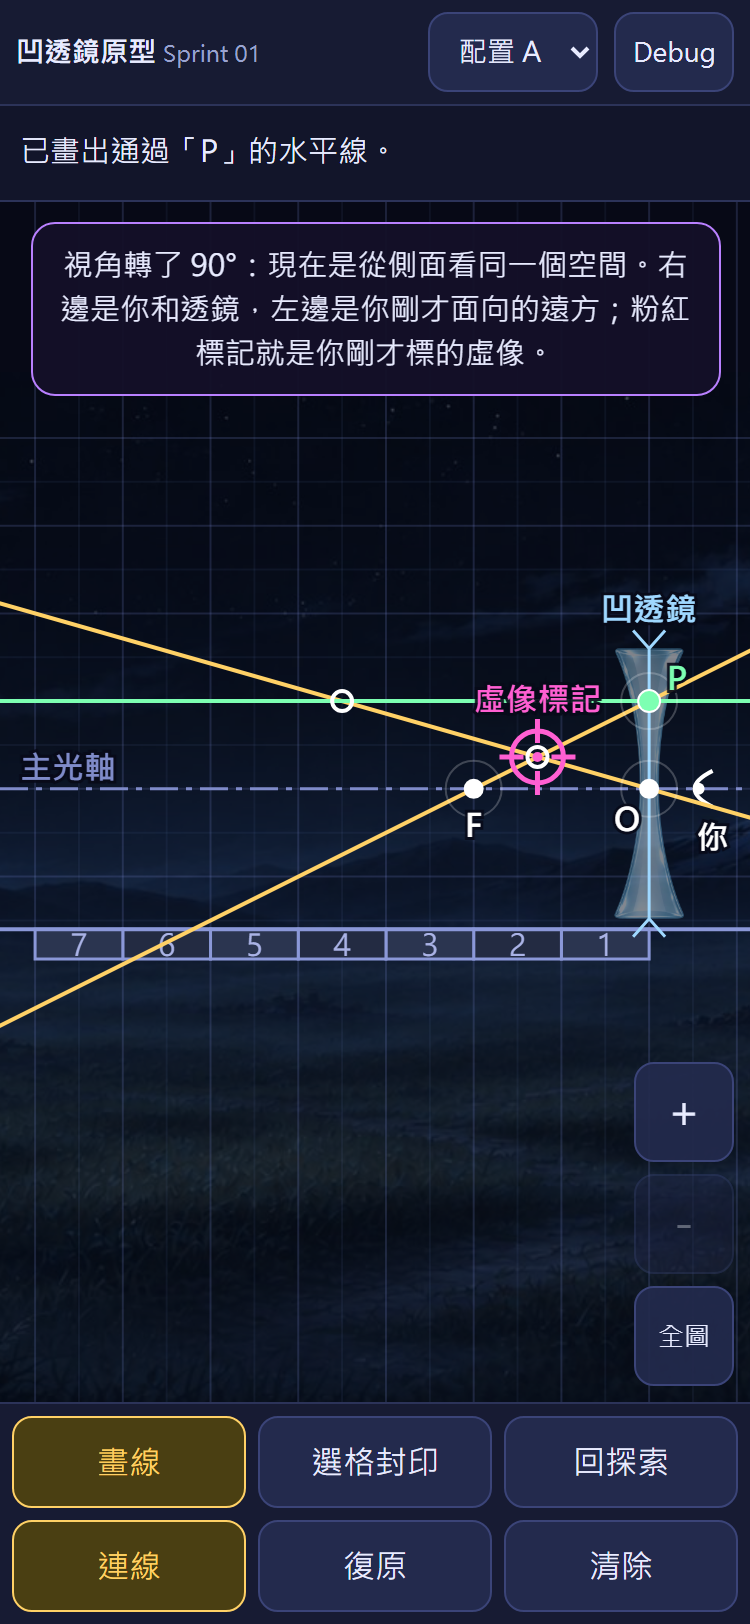 凹透鏡原型 Sprint 01
配置 A
Debug
已畫出通過「P」的水平線。
視角轉了 90°：現在是從側面看同一個空間。右
邊是你和透鏡，左邊是你剛才面向的遠方；粉紅
標記就是你剛才標的虛像。
凹透鏡
P
虛像標記
主光軸
F
O
你
7 6 5 4 3 2 1
+
−
全圖
畫線
選格封印
回探索
連線
復原
清除